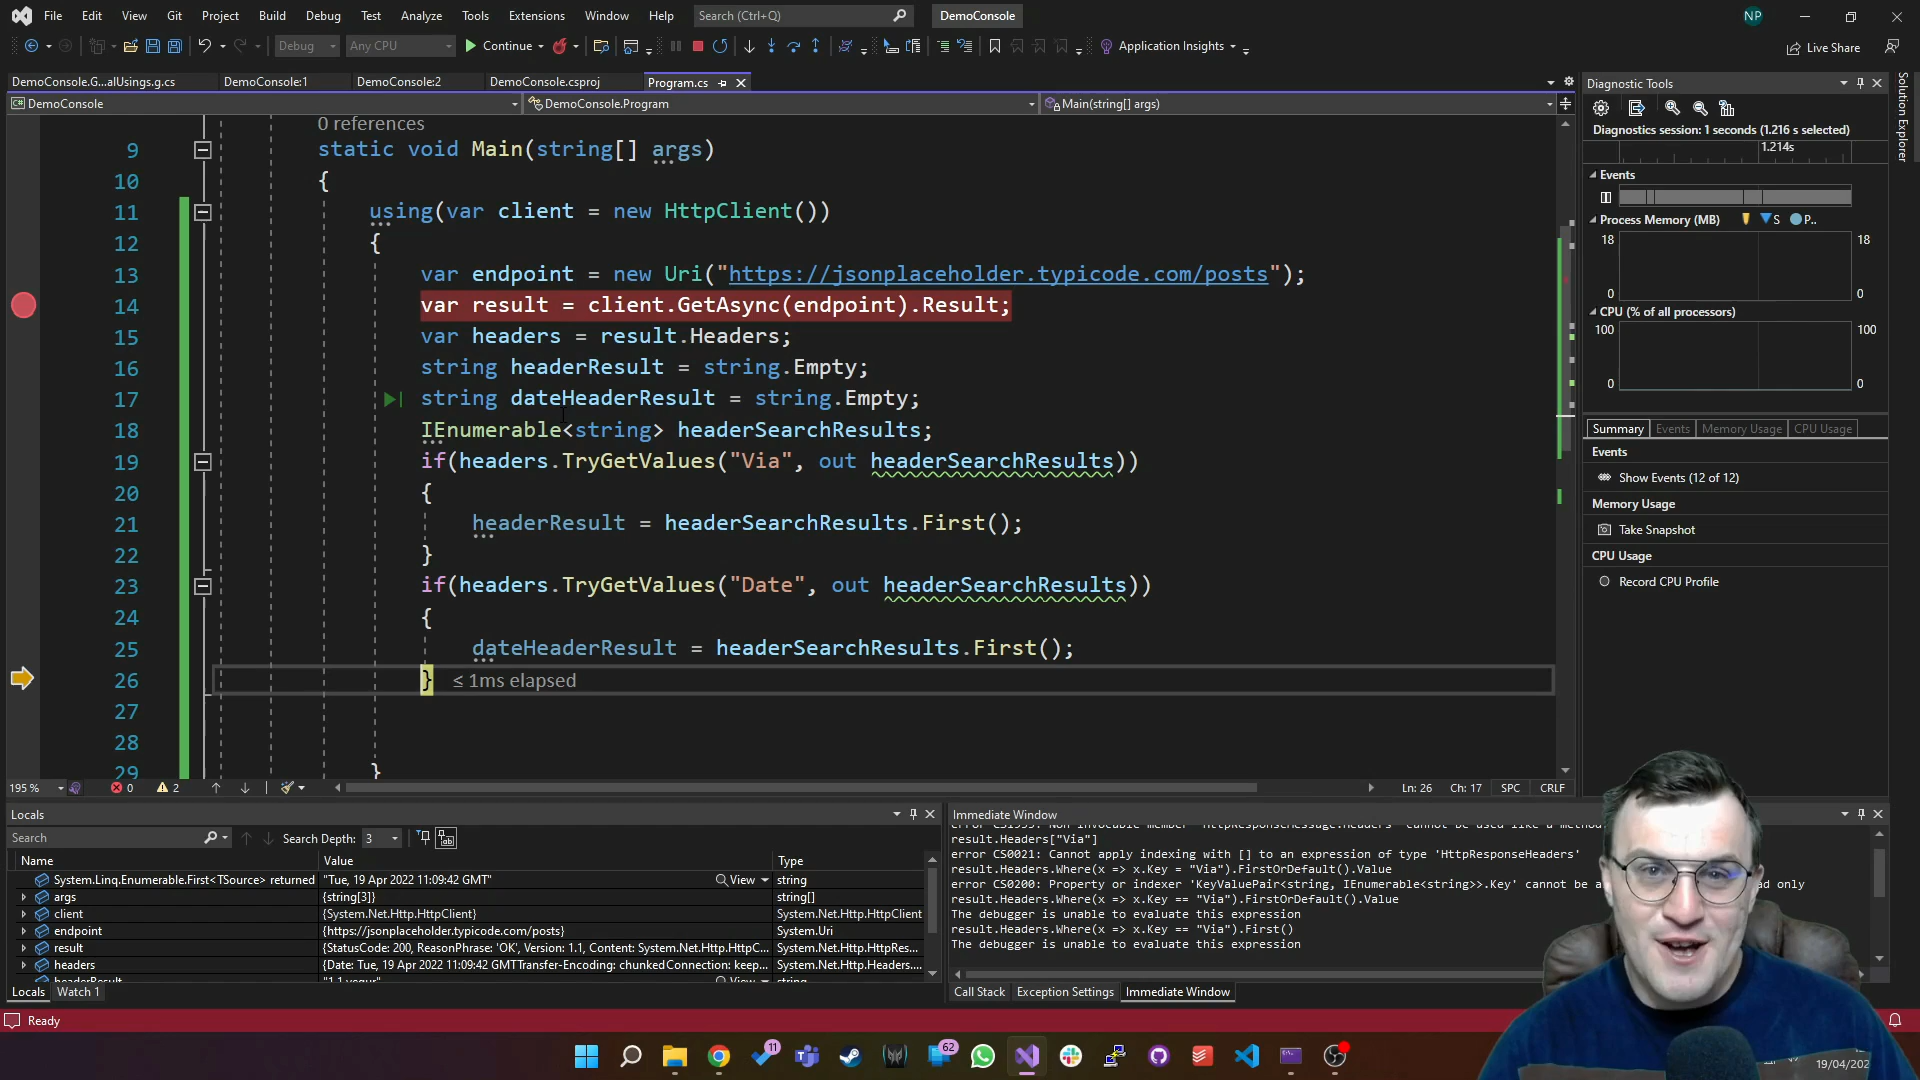 File Edit View Git Project Build Debug Test Analyze Tools Extensions Window Help Search (Ctrl+Q) DemoConsole NP
Debug Any CPU Continue Application Insights Live Share
DemoConsole.G...alUsings.g.cs DemoConsole:1 DemoConsole:2 DemoConsole.csproj Program.cs
DemoConsole DemoConsole.Program Main(string[] args)
0 references
9 static void Main(string[] args)
10 {
11 using(var client = new HttpClient())
12 {
13 var endpoint = new Uri("https://jsonplaceholder.typicode.com/posts");
14 var result = client.GetAsync(endpoint).Result;
15 var headers = result.Headers;
16 string headerResult = string.Empty;
17 string dateHeaderResult = string.Empty;
18 IEnumerable<string> headerSearchResults;
19 if(headers.TryGetValues("Via", out headerSearchResults))
20 {
21 headerResult = headerSearchResults.First();
22 }
23 if(headers.TryGetValues("Date", out headerSearchResults))
24 {
25 dateHeaderResult = headerSearchResults.First();
26 } ≤ 1ms elapsed
27
28
29 }
195 % 0 2 Ln: 26 Ch: 17 SPC CRLF
Diagnostic Tools
Diagnostics session: 1 seconds (1.216 s selected)
1.214s
Events
Process Memory (MB) S P..
18 18
0 0
CPU (% of all processors)
100 100
0 0
Summary Events Memory Usage CPU Usage
Events
Show Events (12 of 12)
Memory Usage
Take Snapshot
CPU Usage
Record CPU Profile
Solution Explorer
Locals
Search Search Depth: 3
Name Value Type
System.Linq.Enumerable.First<TSource> returned "Tue, 19 Apr 2022 11:09:42 GMT" View string
args {string[3]} string[]
client {System.Net.Http.HttpClient} System.Net.Http.HttpClient
endpoint {https://jsonplaceholder.typicode.com/posts} System.Uri
result {StatusCode: 200, ReasonPhrase: 'OK', Version: 1.1, Content: System.Net.Http.HttpC... System.Net.Http.HttpRes...
headers {Date: Tue, 19 Apr 2022 11:09:42 GMTTransfer-Encoding: chunkedConnection: keep... System.Net.Http.Headers....
headerResult "1.1 vegur" View string
Locals Watch 1
Immediate Window
result.Headers["Via"]
error CS0021: Cannot apply indexing with [] to an expression of type 'HttpResponseHeaders'
result.Headers.Where(x => x.Key = "Via").FirstOrDefault().Value
error CS0200: Property or indexer 'KeyValuePair<string, IEnumerable<string>>.Key' cannot be a ad only
result.Headers.Where(x => x.Key == "Via").FirstOrDefault().Value
The debugger is unable to evaluate this expression
result.Headers.Where(x => x.Key == "Via").First()
The debugger is unable to evaluate this expression
Call Stack Exception Settings Immediate Window
Ready
11 62
19/04/202